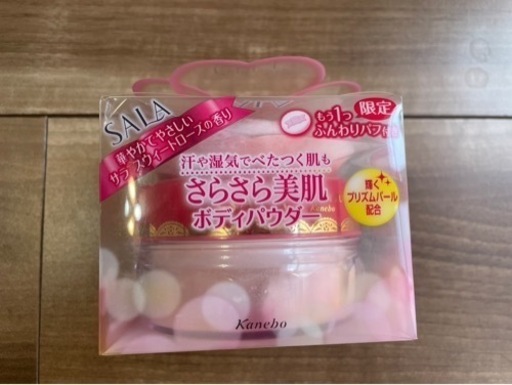 SALA
華やかでやさしい
サラスウィートローズの香り
限定
もう1つ
ふんわりパフ付
汗や湿気でべたつく肌も
さらさら美肌
ボディパウダー
輝く
プリズムパール
配合
Kanebo
Kanebo